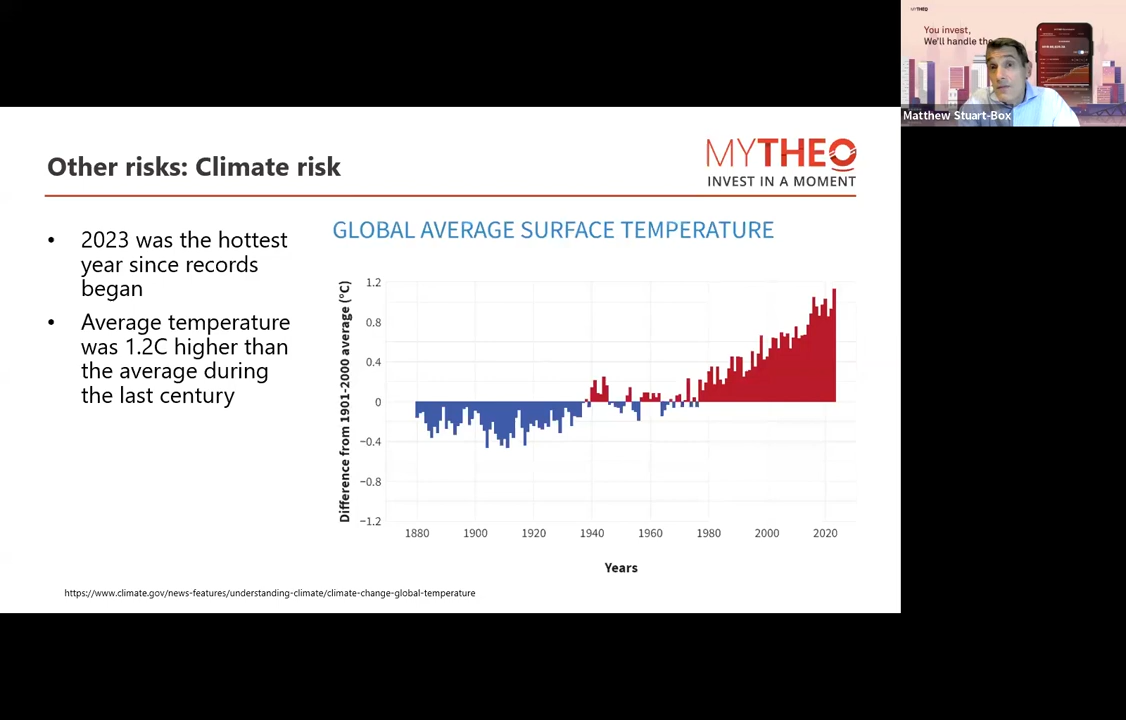 MYTHEO
You invest,
We'll handle the
Matthew Stuart-Box
Other risks: Climate risk
MYTHEO
INVEST IN A MOMENT
• 2023 was the hottest
year since records
began
• Average temperature
was 1.2C higher than
the average during
the last century
GLOBAL AVERAGE SURFACE TEMPERATURE
Difference from 1901-2000 average (°C)
1.2
0.8
0.4
0
−0.4
−0.8
−1.2
1880 1900 1920 1940 1960 1980 2000 2020
Years
https://www.climate.gov/news-features/understanding-climate/climate-change-global-temperature